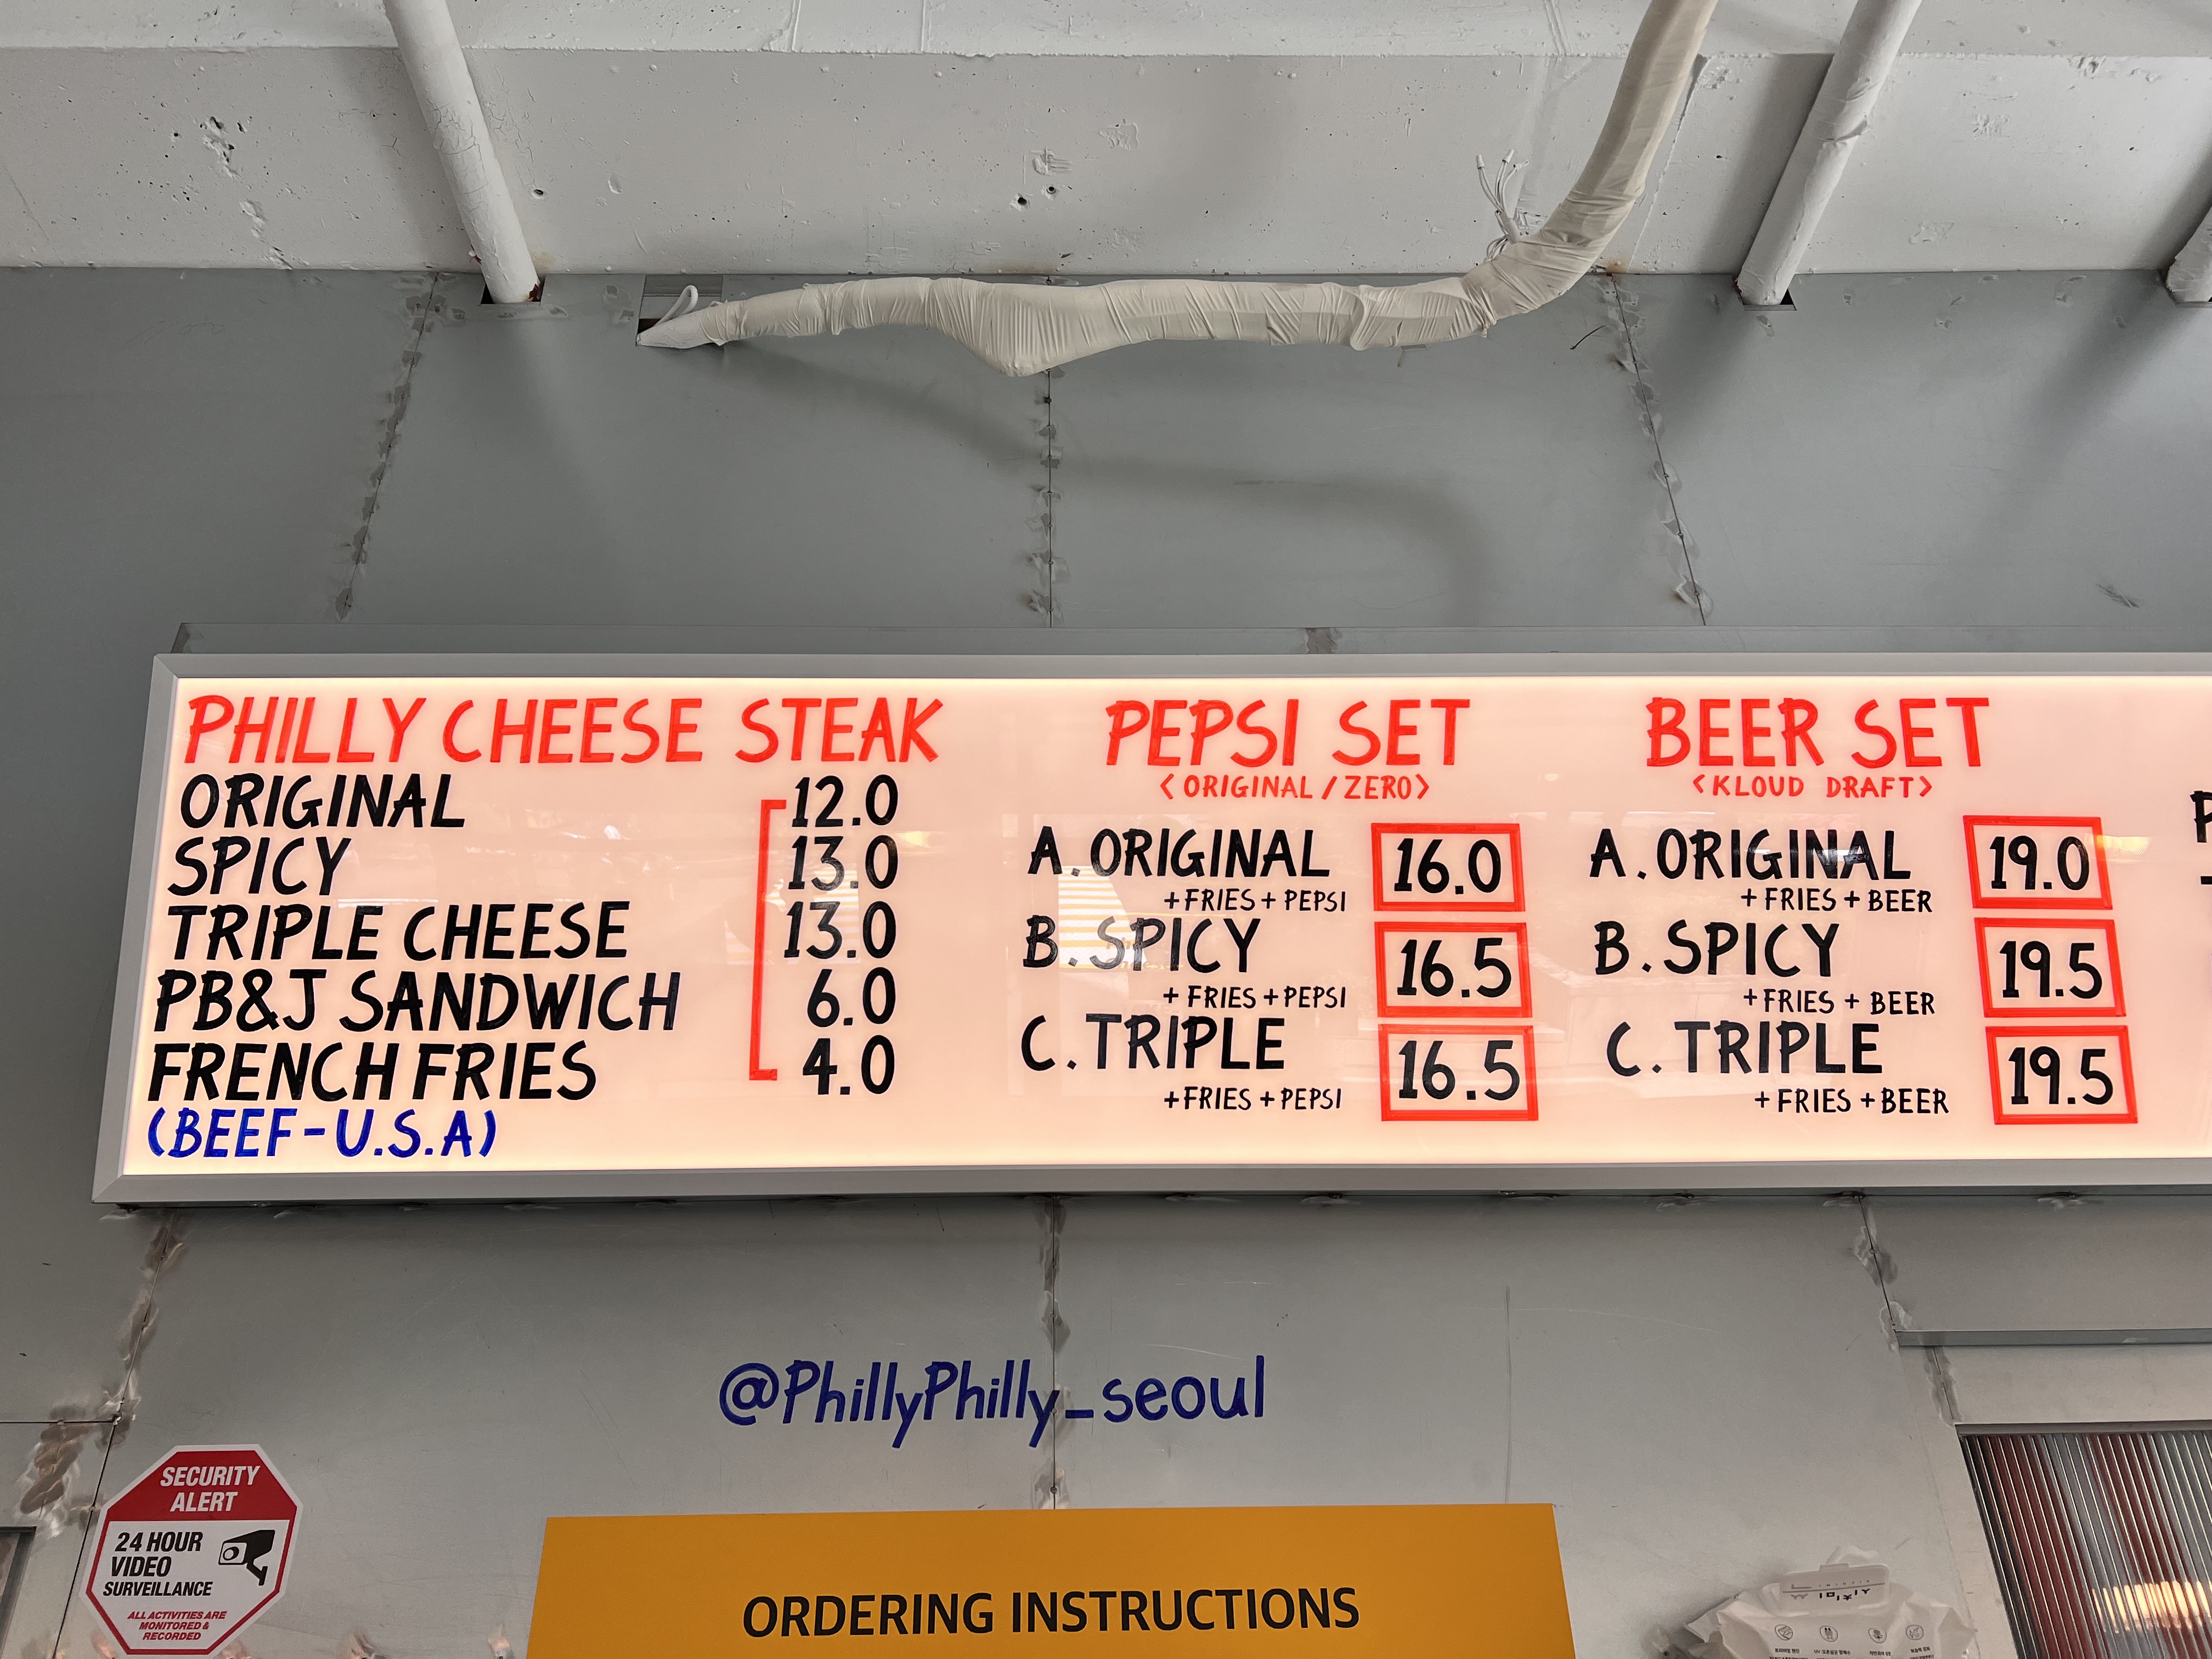 PHILLY CHEESE STEAK
ORIGINAL 12.0
SPICY 13.0
TRIPLE CHEESE 13.0
PB&J SANDWICH 6.0
FRENCH FRIES 4.0
(BEEF-U.S.A)
PEPSI SET
<ORIGINAL/ZERO>
A.ORIGINAL 16.0
+FRIES+PEPSI
B.SPICY 16.5
+FRIES+PEPSI
C.TRIPLE 16.5
+FRIES+PEPSI
BEER SET
<KLOUD DRAFT>
A.ORIGINAL 19.0
+FRIES+BEER
B.SPICY 19.5
+FRIES+BEER
C.TRIPLE 19.5
+FRIES+BEER
@PhillyPhilly_seoul
SECURITY
ALERT
24 HOUR
VIDEO
SURVEILLANCE
ALL ACTIVITIES ARE
MONITORED &
RECORDED
ORDERING INSTRUCTIONS